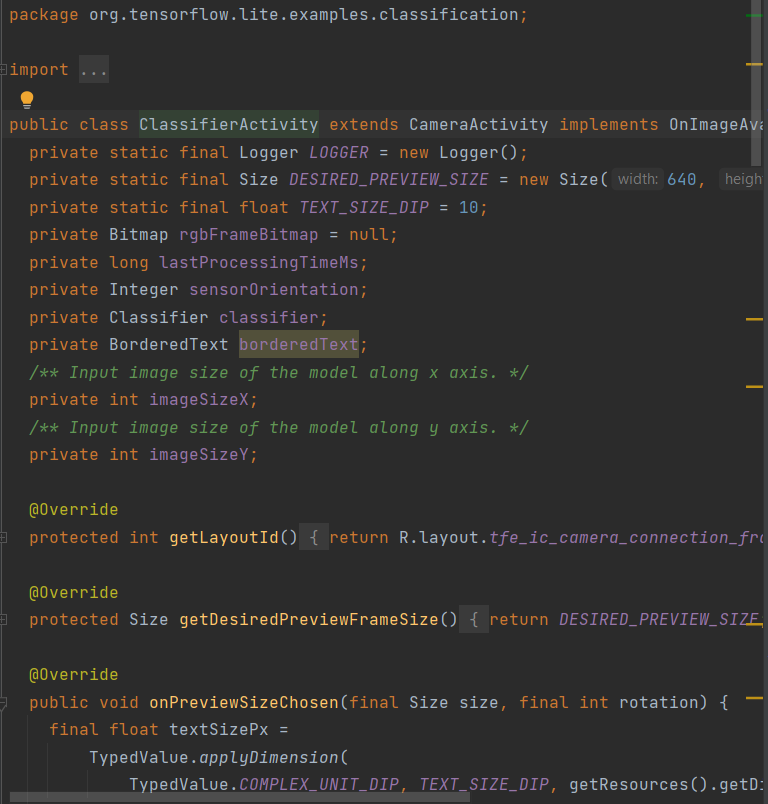 package org.tensorflow.lite.examples.classification;
import ...
public class ClassifierActivity extends CameraActivity implements OnImageAva
private static final Logger LOGGER = new Logger();
private static final Size DESIRED_PREVIEW_SIZE = new Size( width: 640, heigh
private static final float TEXT_SIZE_DIP = 10;
private Bitmap rgbFrameBitmap = null;
private long lastProcessingTimeMs;
private Integer sensorOrientation;
private Classifier classifier;
private BorderedText borderedText;
/** Input image size of the model along x axis. */
private int imageSizeX;
/** Input image size of the model along y axis. */
private int imageSizeY;
@Override
protected int getLayoutId() { return R.layout.tfe_ic_camera_connection_fra
@Override
protected Size getDesiredPreviewFrameSize() { return DESIRED_PREVIEW_SIZE
@Override
public void onPreviewSizeChosen(final Size size, final int rotation) {
final float textSizePx =
TypedValue.applyDimension(
TypedValue.COMPLEX_UNIT_DIP, TEXT_SIZE_DIP, getResources().getDi